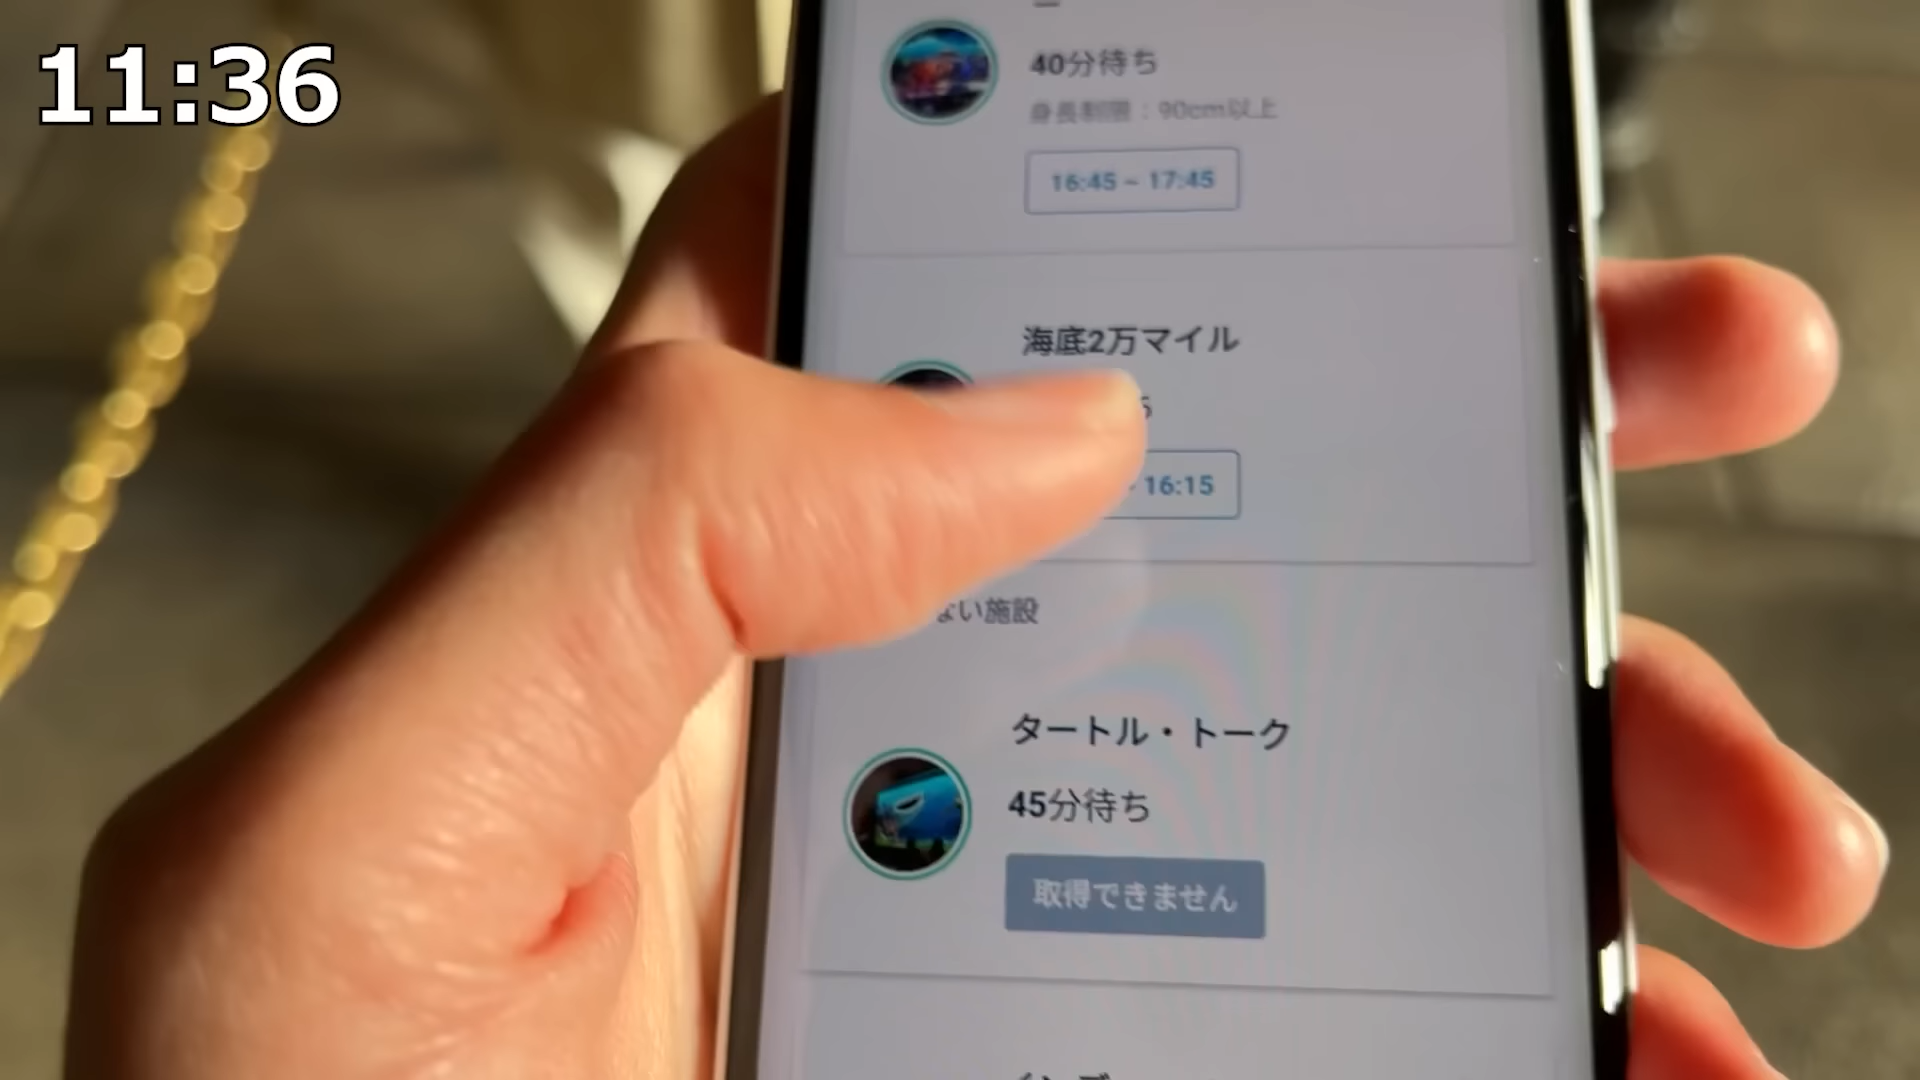 11:36
40分待ち
身長制限：90cm以上
16:45 ~ 17:45
海底2万マイル
- 16:15
ない施設
タートル・トーク
45分待ち
取得できません